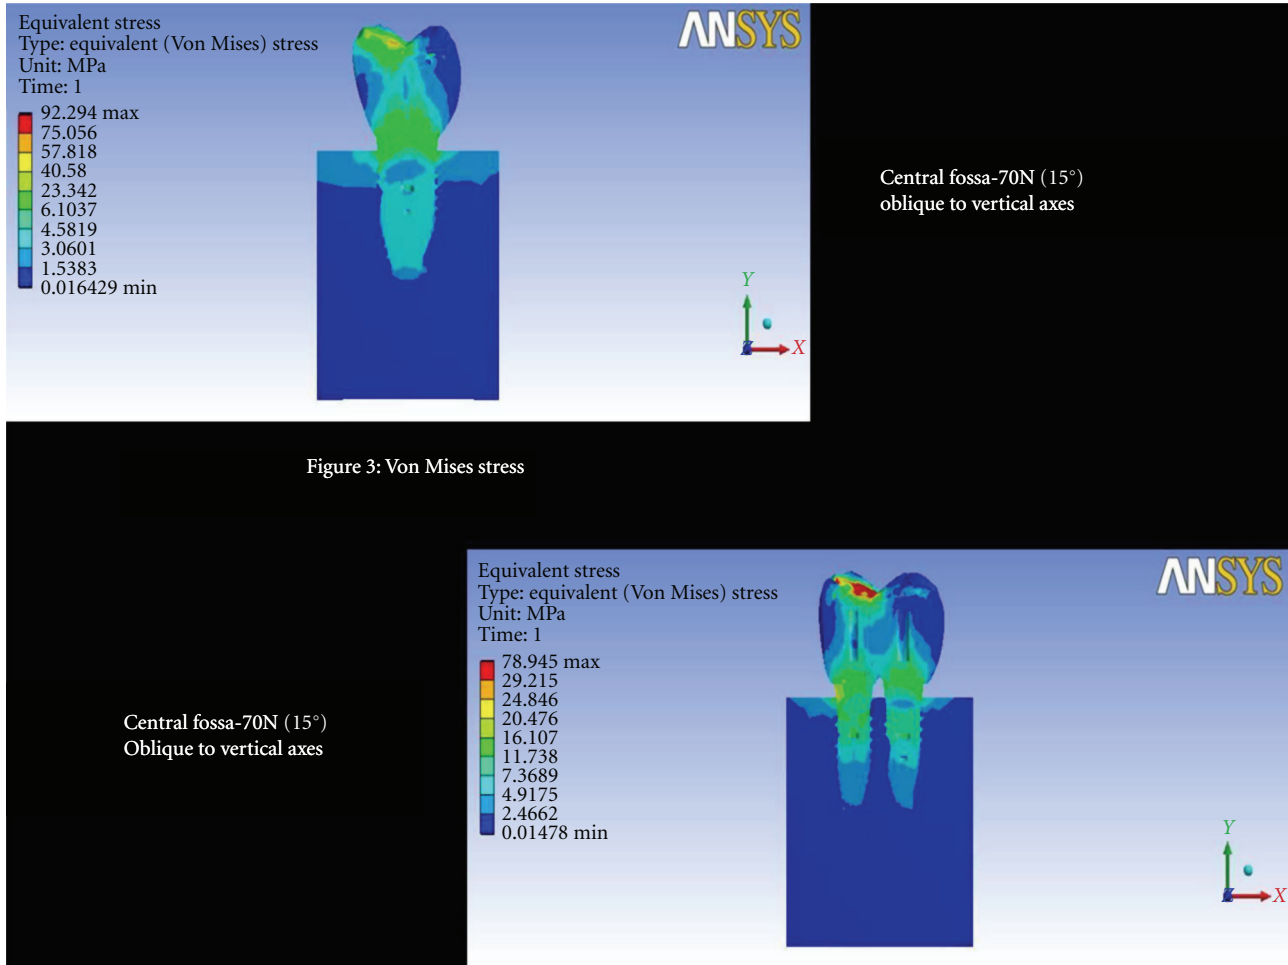 Equivalent stress
Type: equivalent (Von Mises) stress
Unit: MPa
Time: 1
92.294 max
75.056
57.818
40.58
23.342
6.1037
4.5819
3.0601
1.5383
0.016429 min
ANSYS
Y
Z
X
Central fossa-70N (15°)
oblique to vertical axes
Figure 3: Von Mises stress
Central fossa-70N (15°)
Oblique to vertical axes
Equivalent stress
Type: equivalent (Von Mises) stress
Unit: MPa
Time: 1
78.945 max
29.215
24.846
20.476
16.107
11.738
7.3689
4.9175
2.4662
0.01478 min
ANSYS
Y
Z
X